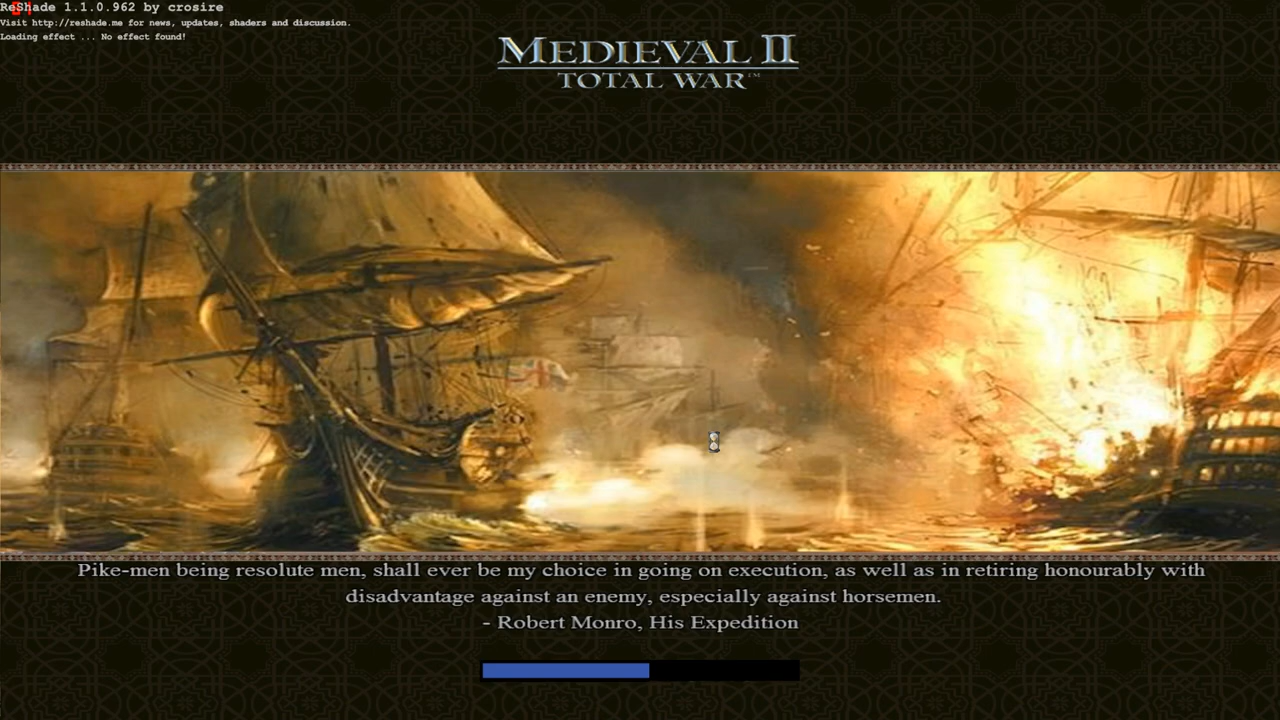 ReShade 1.1.0.962 by crosire
Visit http://reshade.me for news, updates, shaders and discussion.
Loading effect ... No effect found!
MEDIEVAL II
TOTAL WAR™
Pike-men being resolute men, shall ever be my choice in going on execution, as well as in retiring honourably with
disadvantage against an enemy, especially against horsemen.
- Robert Monro, His Expedition